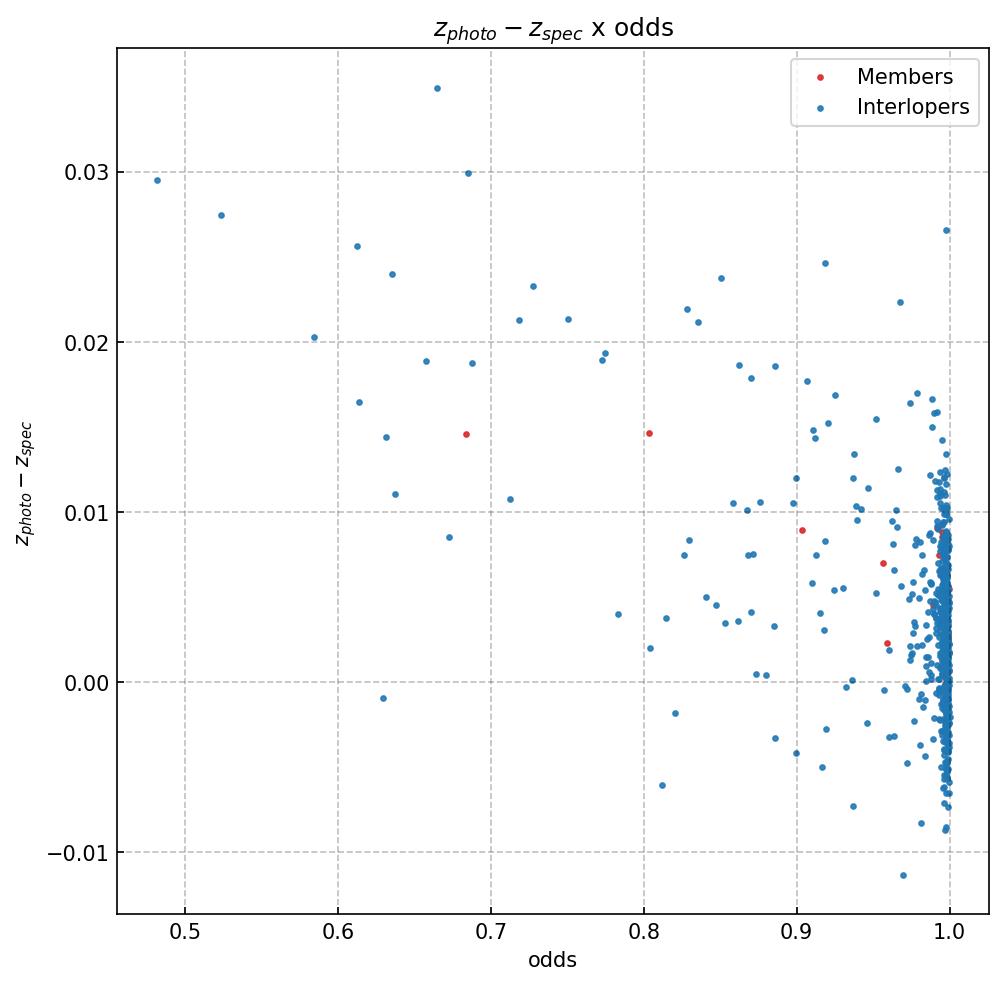 z_photo − z_spec x odds
Members
Interlopers
0.03
0.02
0.01
0.00
−0.01
z_photo − z_spec
0.5 0.6 0.7 0.8 0.9 1.0
odds